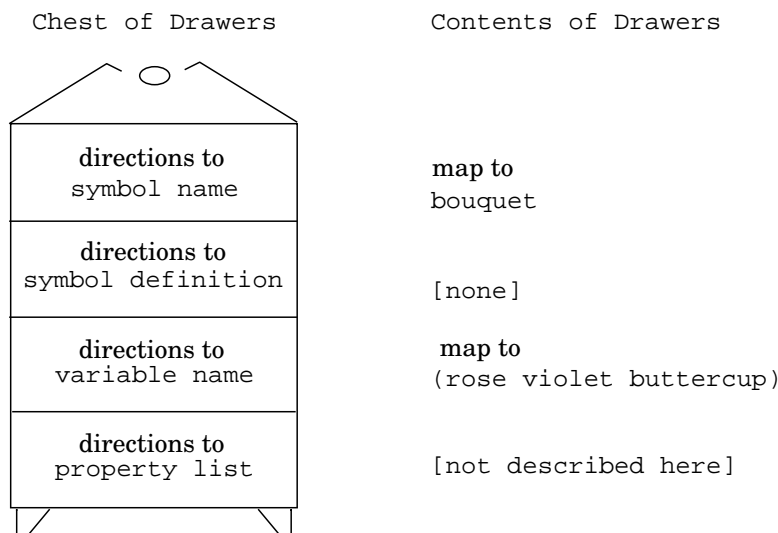 Chest of Drawers
Contents of Drawers
directions to
symbol name
map to
bouquet
directions to
symbol definition
[none]
directions to
variable name
map to
(rose violet buttercup)
directions to
property list
[not described here]